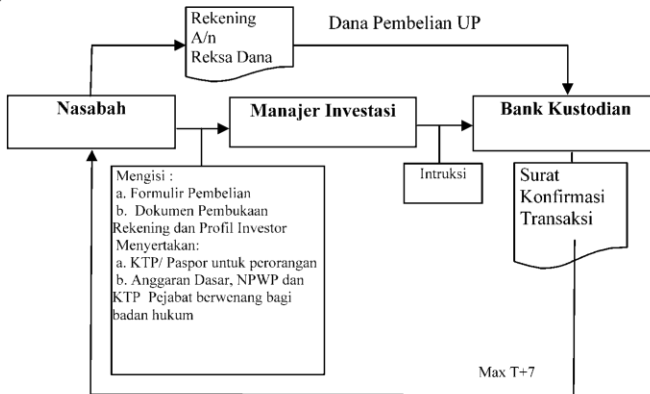 Rekening
A/n
Reksa Dana
Dana Pembelian UP
Nasabah
Manajer Investasi
Bank Kustodian
Mengisi :
a. Formulir Pembelian
b. Dokumen Pembukaan
Rekening dan Profil Investor
Menyertakan:
a. KTP/ Paspor untuk perorangan
b. Anggaran Dasar, NPWP dan
KTP Pejabat berwenang bagi
badan hukum
Intruksi
Surat
Konfirmasi
Transaksi
Max T+7